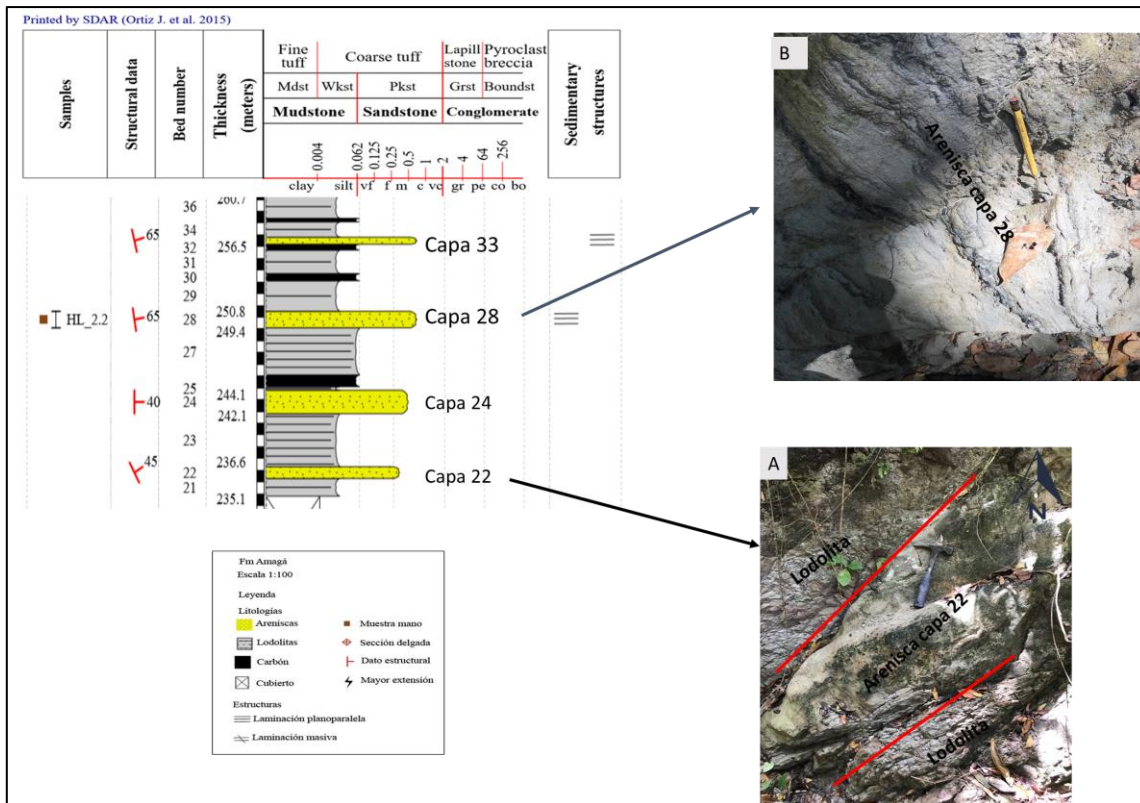 Printed by SDAR (Ortiz J. et al. 2015)
Samples
Structural data
Bed number
Thickness
(meters)
Fine
tuff
Coarse tuff
Lapill
stone
Pyroclast
breccia
Mdst
Wkst
Pkst
Grst
Boundst
Mudstone
Sandstone
Conglomerate
Sedimentary
structures
0.004
0.062
0.125
0.25
0.5
1
2
4
64
256
clay silt vf f m c vc gr pe co bo
36
260.7
34
65
32
256.5
Capa 33
31
30
29
250.8
HL_2.2
65
28
249.4
Capa 28
27
25
244.1
40
24
242.1
Capa 24
23
236.6
45
22
Capa 22
21
235.1
Fm Amagá
Escala 1:100
Leyenda
Litologías
Areniscas
Lodolitas
Carbón
Cubierto
Muestra mano
Sección delgada
Dato estructural
Mayor extensión
Estructuras
Laminación planoparalela
Laminación masiva
B
Arenisca capa 28
A
N
Lodolita
Arenisca capa 22
Lodolita